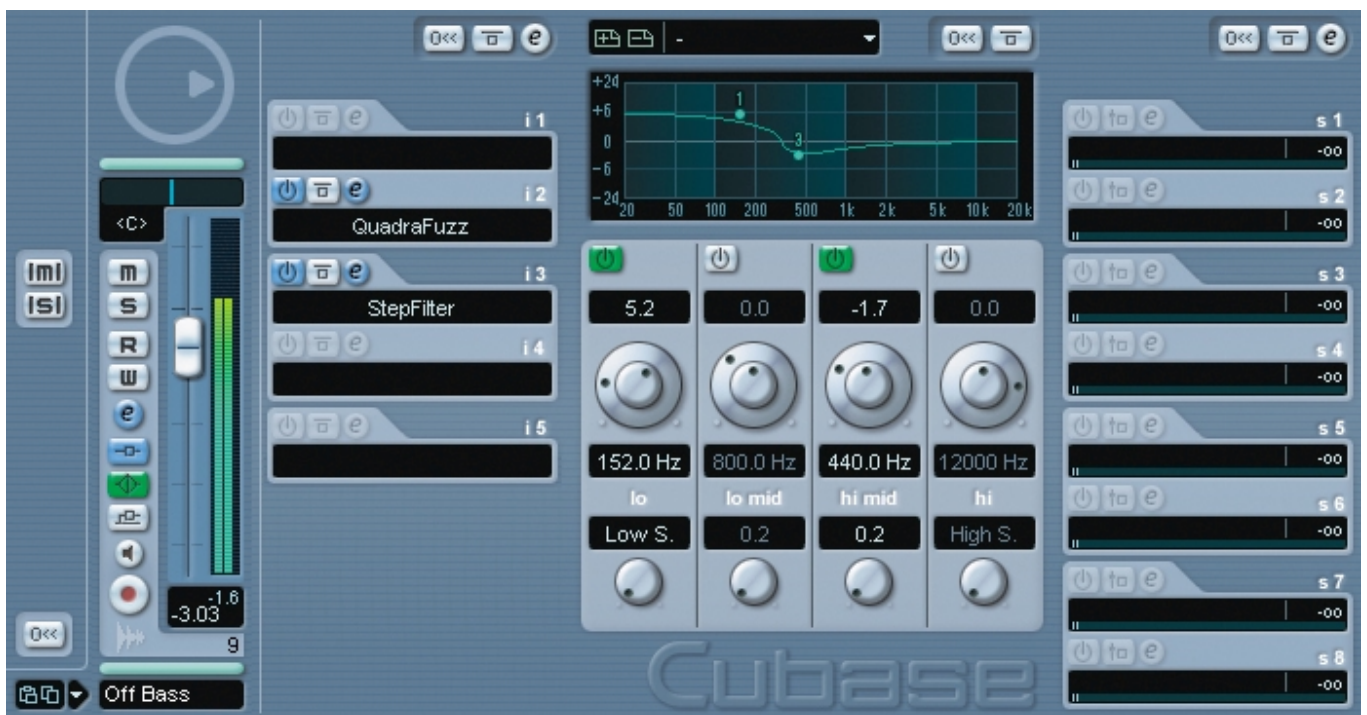 0<<
e
-
0<<
0<<
e
+24
+6
0
-6
-24
1
3
20 50 100 200 500 1k 2k 5k 10k 20k
<C>
m
s
m
S
R
W
e
-1.6
-3.03
9
0<<
Off Bass
e i 1
e i 2
QuadraFuzz
e i 3
StepFilter
e i 4
e i 5
5.2 0.0 -1.7 0.0
152.0 Hz 800.0 Hz 440.0 Hz 12000 Hz
lo lo mid hi mid hi
Low S. 0.2 0.2 High S.
Cubase
e s 1
-oo
e s 2
-oo
e s 3
-oo
e s 4
-oo
e s 5
-oo
e s 6
-oo
e s 7
-oo
e s 8
-oo